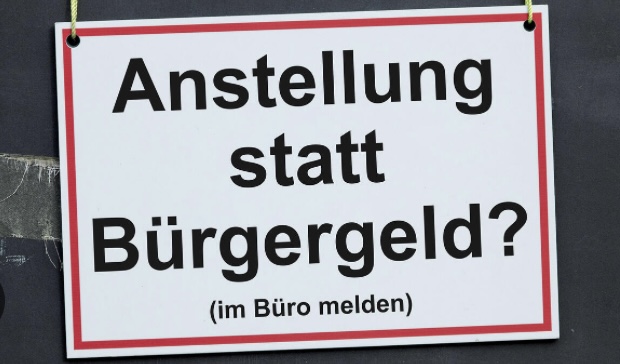 Anstellung
statt
Bürgergeld?
(im Büro melden)